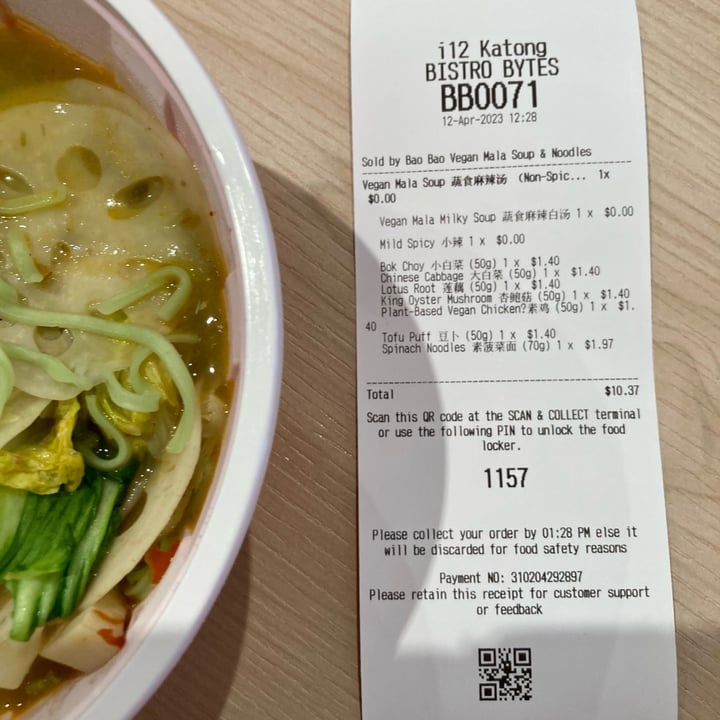 i12 Katong
BISTRO BYTES
BB0071
12-Apr-2023 12:28
Sold by Bao Bao Vegan Mala Soup & Noodles
Vegan Mala Soup 蔬食麻辣汤 (Non-Spic... 1x
$0.00
Vegan Mala Milky Soup 蔬食麻辣白汤 1 x $0.00
Mild Spicy 小辣 1 x $0.00
Bok Choy 小白菜 (50g) 1 x $1.40
Chinese Cabbage 大白菜 (50g) 1 x $1.40
Lotus Root 莲藕 (50g) 1 x $1.40
King Oyster Mushroom 杏鲍菇 (50g) 1 x $1.40
Plant-Based Vegan Chicken?素鸡 (50g) 1 x $1.
40
Tofu Puff 豆卜 (50g) 1 x $1.40
Spinach Noodles 素菠菜面 (70g) 1 x $1.97
Total $10.37
Scan this QR code at the SCAN & COLLECT terminal
or use the following PIN to unlock the food
locker.
1157
Please collect your order by 01:28 PM else it
will be discarded for food safety reasons
Payment NO: 310204292897
Please retain this receipt for customer support
or feedback